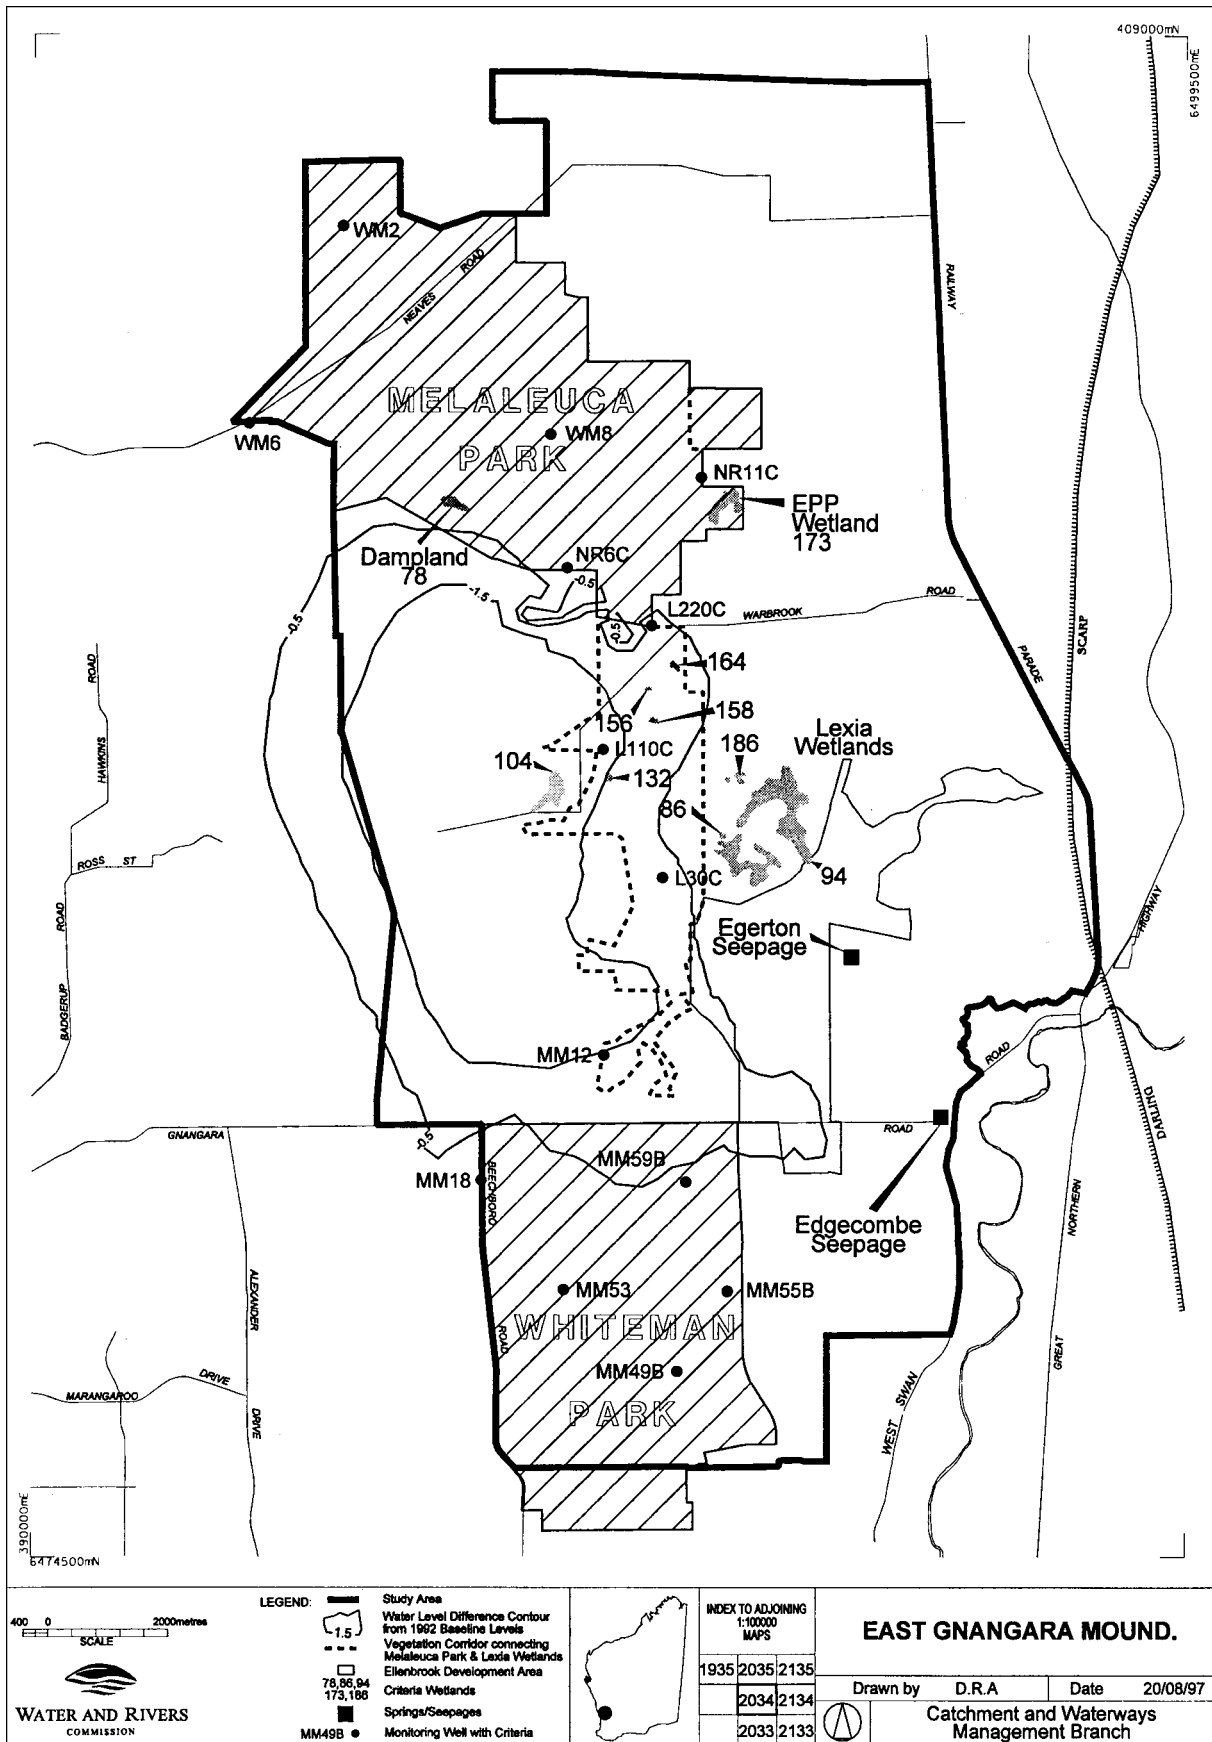 409000mN
6499500mE
WM2
NEAVES ROAD
RAILWAY
MELALEUCA
PARK
WM6
WM8
NR11C
EPP
Wetland
173
Dampland
78
NR6C
-0.5
-0.5
-1.5
-0.5
L220C
WARBROOK ROAD
SCARP
PARADE
164
156
158
L110C
186
Lexia
Wetlands
HAWKINS ROAD
104
132
86
94
L30C
ROSS ST
Egerton
Seepage
HIGHWAY
BADGERUP ROAD
MM12
ROAD
DARLING
GNANGARA
-0.5
ROAD
MM59B
MM18
BEECHBORO
Edgecombe
Seepage
NORTHERN
MM53
MM55B
WHITEMAN
ALEXANDER
ROAD
MM49B
PARK
GREAT
MARANGAROO DRIVE
DRIVE
WEST SWAN
390000mE
6474500mN
400 0 2000metres
SCALE
WATER AND RIVERS
COMMISSION
LEGEND:
Study Area
1.5
Water Level Difference Contour
from 1992 Baseline Levels
Vegetation Corridor connecting
Melaleuca Park & Lexia Wetlands
Ellenbrook Development Area
78,86,94
173,186
Criteria Wetlands
Springs/Seepages
MM49B
Monitoring Well with Criteria
INDEX TO ADJOINING
1:100000
MAPS
1935 2035 2135
2034 2134
2033 2133
EAST GNANGARA MOUND.
Drawn by D.R.A Date 20/08/97
Catchment and Waterways
Management Branch